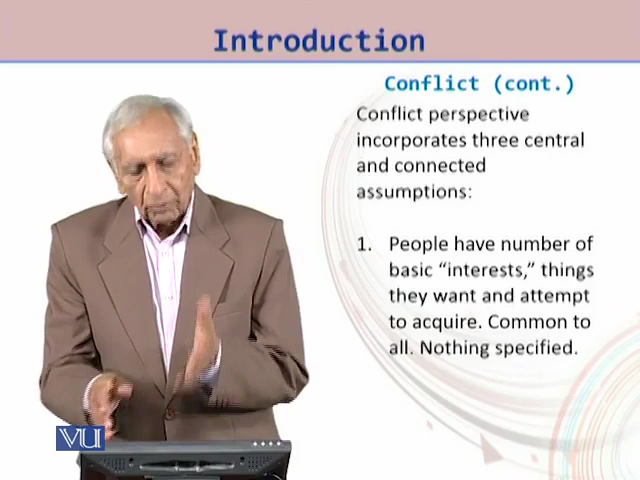 Introduction
Conflict (cont.)
Conflict perspective
incorporates three central
and connected
assumptions:
1. People have number of
basic “interests,” things
they want and attempt
to acquire. Common to
all. Nothing specified.
VU